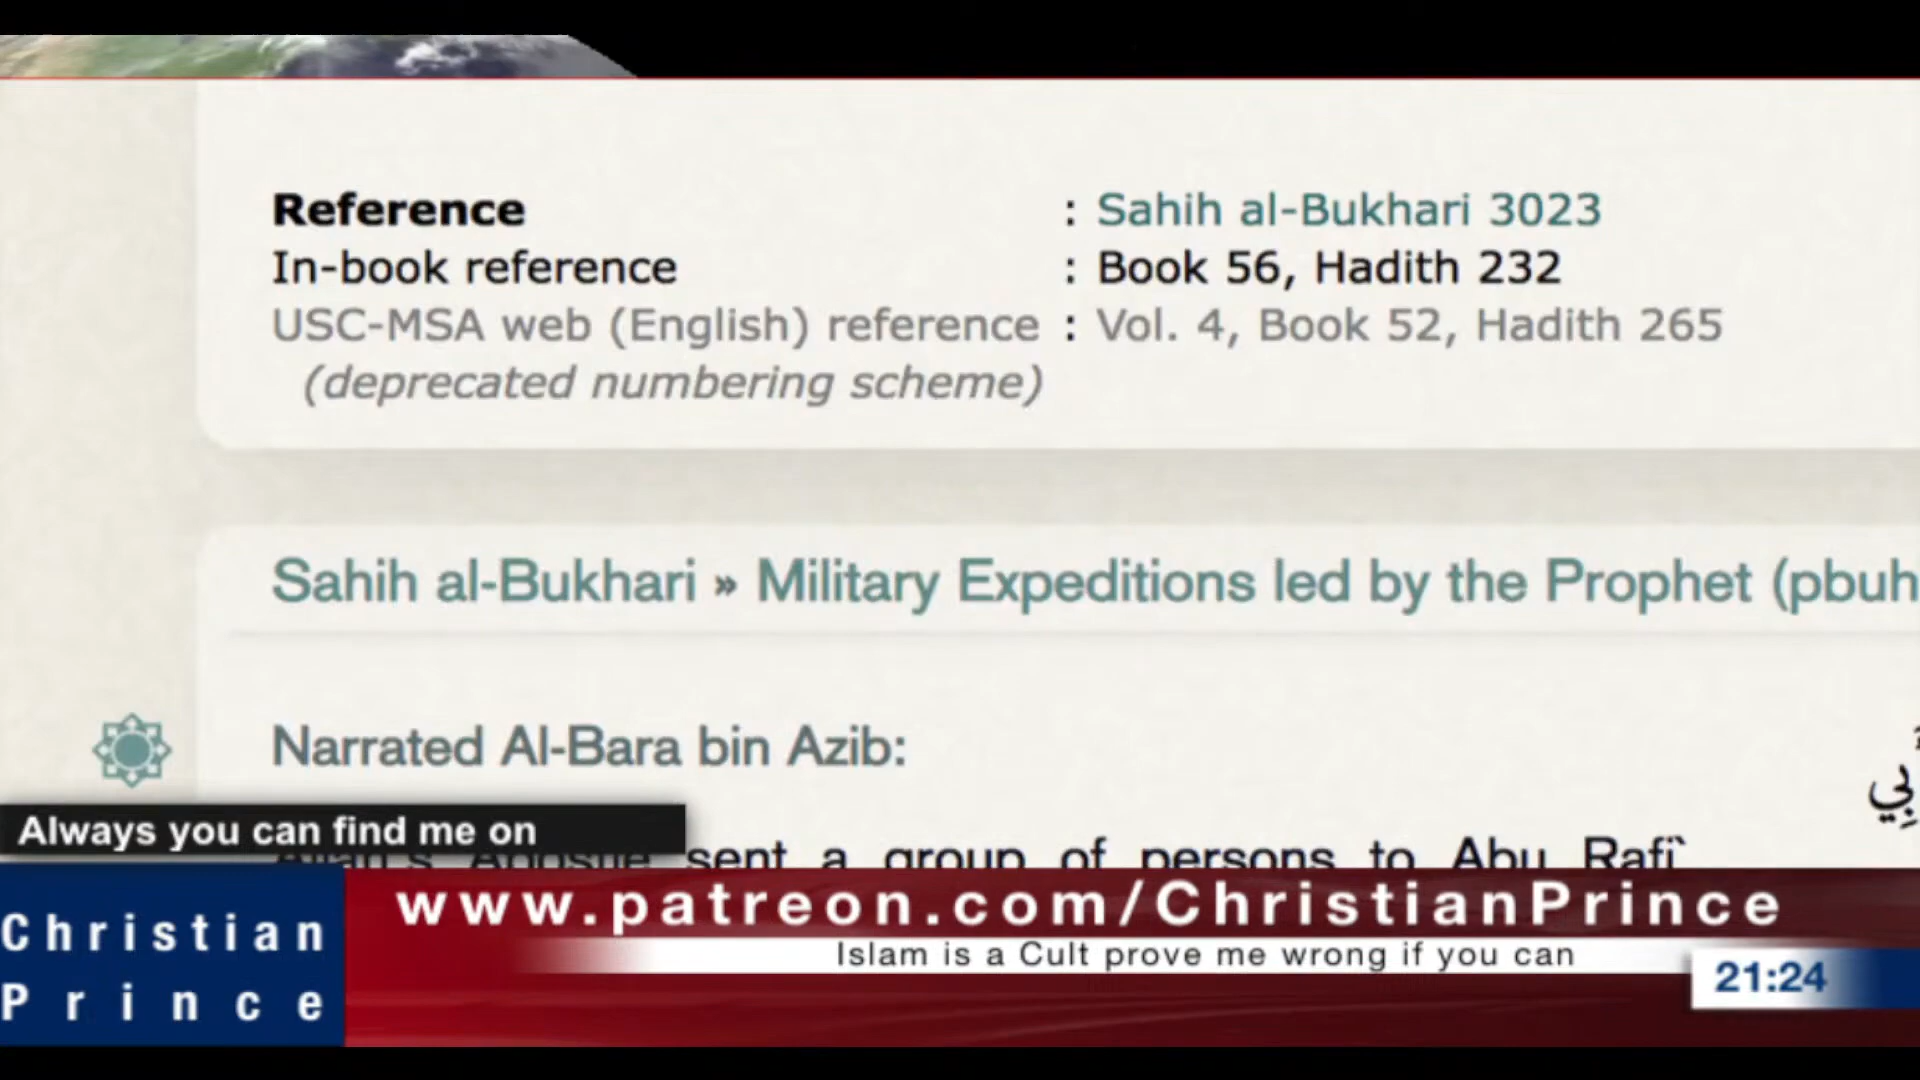 Reference : Sahih al-Bukhari 3023
In-book reference : Book 56, Hadith 232
USC-MSA web (English) reference : Vol. 4, Book 52, Hadith 265
(deprecated numbering scheme)
Sahih al-Bukhari » Military Expeditions led by the Prophet (pbuh
Narrated Al-Bara bin Azib:
Allah's Apostle sent a group of persons to Abu Rafi`
Always you can find me on
www.patreon.com/ChristianPrince
Christian
Prince
Islam is a Cult prove me wrong if you can
21:24